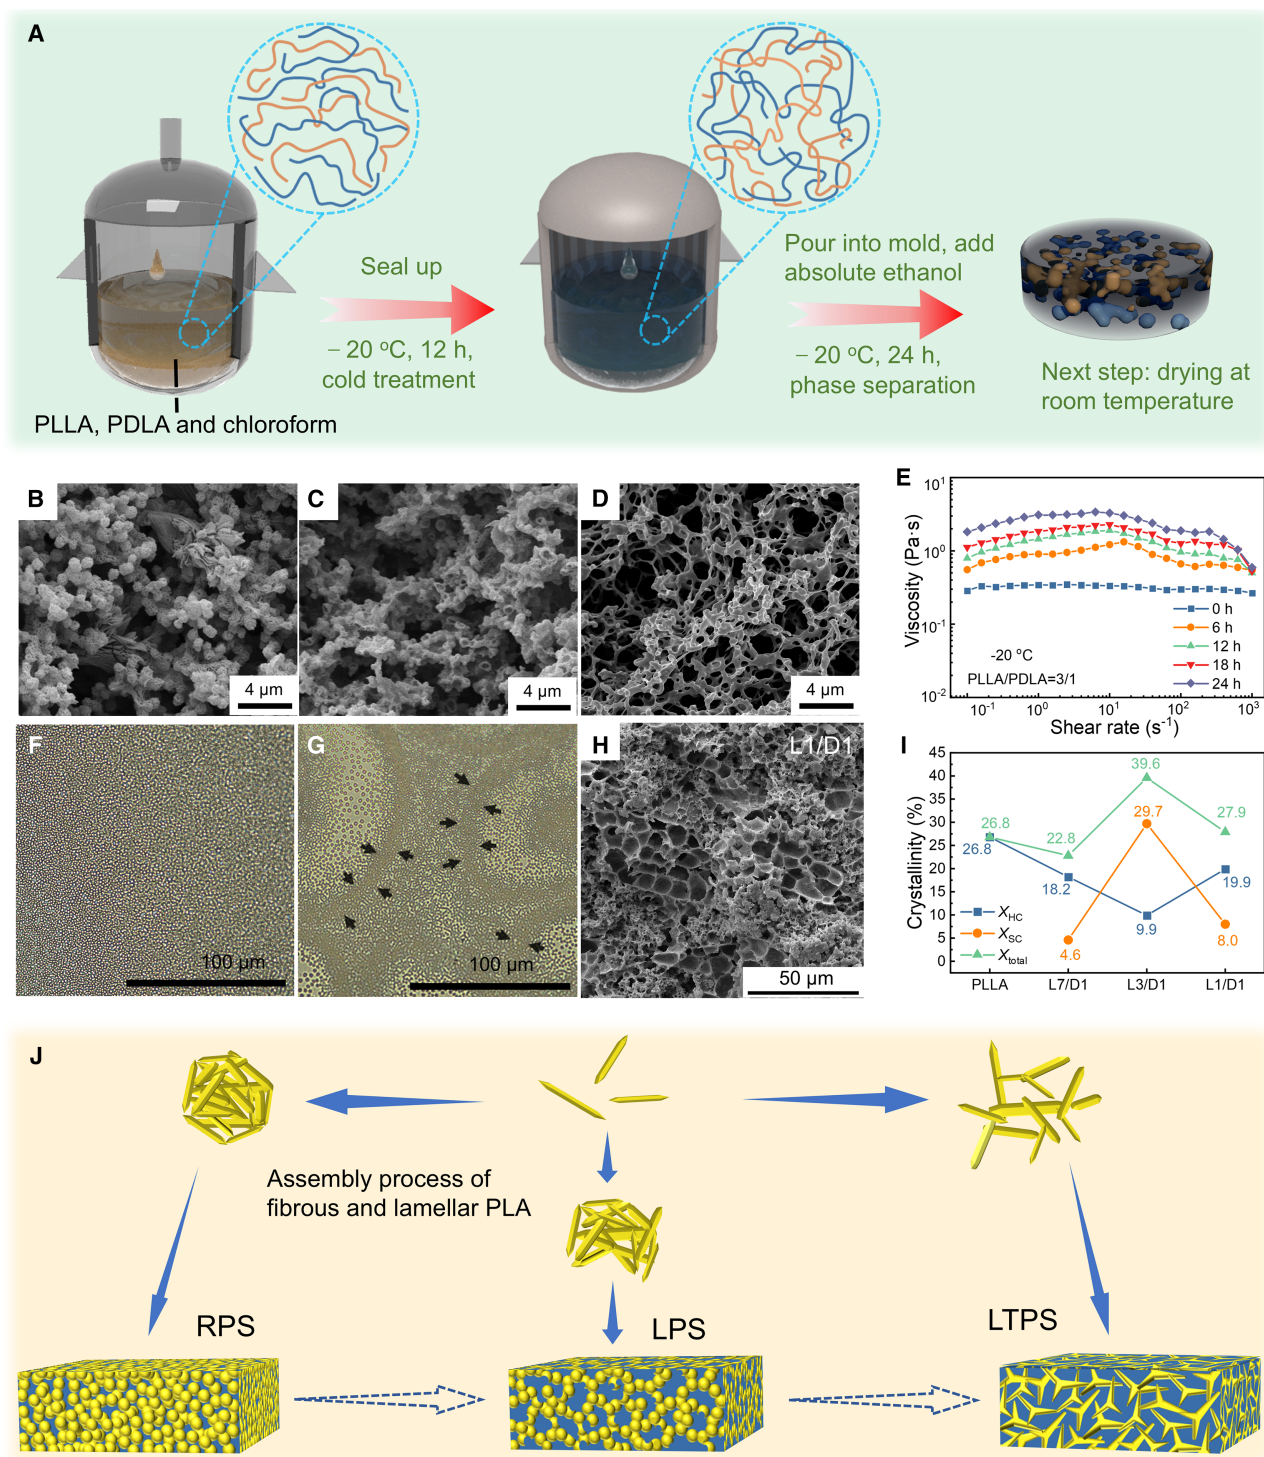 A
Seal up
– 20 °C, 12 h,
cold treatment
Pour into mold, add
absolute ethanol
– 20 °C, 24 h,
phase separation
Next step: drying at
room temperature
PLLA, PDLA and chloroform
B
4 μm
C
4 μm
D
4 μm
E
Viscosity (Pa·s)
10¹
10⁰
10⁻¹
10⁻²
0 h
6 h
12 h
18 h
24 h
-20 °C
PLLA/PDLA=3/1
10⁻¹ 10⁰ 10¹ 10² 10³
Shear rate (s⁻¹)
F
100 μm
G
100 μm
H
L1/D1
50 μm
I
Crystallinity (%)
45
40
35
30
25
20
15
10
5
0
39.6
29.7
27.9
26.8
22.8
26.8
18.2
19.9
9.9
8.0
4.6
X_HC
X_SC
X_total
PLLA L7/D1 L3/D1 L1/D1
J
Assembly process of
fibrous and lamellar PLA
RPS
LPS
LTPS